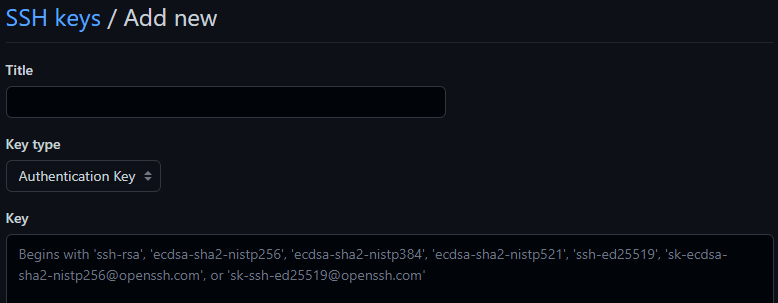 SSH keys / Add new
Title
Key type
Authentication Key
Key
Begins with 'ssh-rsa', 'ecdsa-sha2-nistp256', 'ecdsa-sha2-nistp384', 'ecdsa-sha2-nistp521', 'ssh-ed25519', 'sk-ecdsa-
sha2-nistp256@openssh.com', or 'sk-ssh-ed25519@openssh.com'